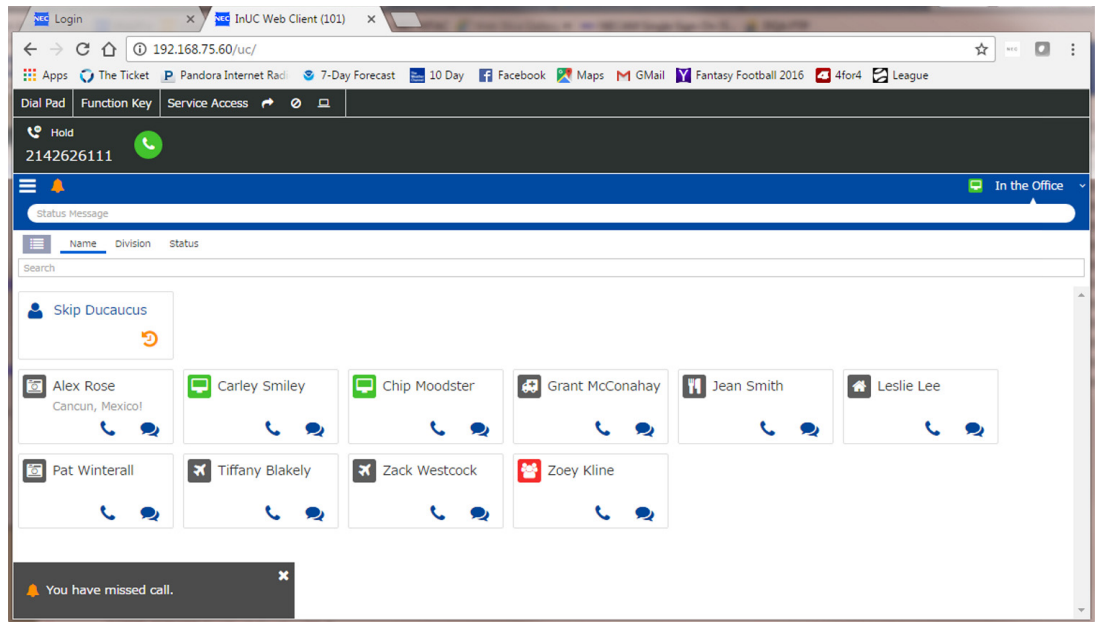 NEC Login × NEC InUC Web Client (101) ×
192.168.75.60/uc/ NEC
Apps The Ticket P Pandora Internet Radi 7-Day Forecast 10 Day Facebook Maps GMail Fantasy Football 2016 4for4 League
Dial Pad Function Key Service Access
Hold
2142626111
In the Office
Status Message
Name Division Status
Search
Skip Ducaucus
Alex Rose Carley Smiley Chip Moodster Grant McConahay Jean Smith Leslie Lee
Cancun, Mexico!
Pat Winterall Tiffany Blakely Zack Westcock Zoey Kline
You have missed call.